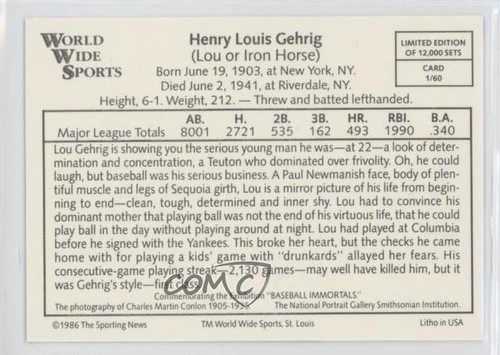 WORLD
WIDE
SPORTS
Henry Louis Gehrig
(Lou or Iron Horse)
Born June 19, 1903, at New York, NY.
Died June 2, 1941, at Riverdale, NY.
Height, 6-1. Weight, 212. — Threw and batted lefthanded.
LIMITED EDITION
OF 12,000 SETS
CARD
1/60
AB. H. 2B. 3B. HR. RBI. B.A.
Major League Totals 8001 2721 535 162 493 1990 .340
Lou Gehrig is showing you the serious young man he was—at 22—a look of deter-
mination and concentration, a Teuton who dominated over frivolity. Oh, he could
laugh, but baseball was his serious business. A Paul Newmanish face, body of plen-
tiful muscle and legs of Sequoia girth, Lou is a mirror picture of his life from begin-
ning to end—clean, tough, determined and inner shy. Lou had to convince his
dominant mother that playing ball was not the end of his virtuous life, that he could
play ball in the day without playing around at night. Lou had played at Columbia
before he signed with the Yankees. This broke her heart, but the checks he came
home with for playing a kids' game with "drunkards" allayed her fears. His
consecutive-game playing streak—2,130 games—may well have killed him, but it
was Gehrig's style—first class.
Commemorating the exhibition "BASEBALL IMMORTALS."
The photography of Charles Martin Conlon 1905-1935. The National Portrait Gallery Smithsonian Institution.
©1986 The Sporting News TM World Wide Sports, St. Louis Litho in USA
COMC